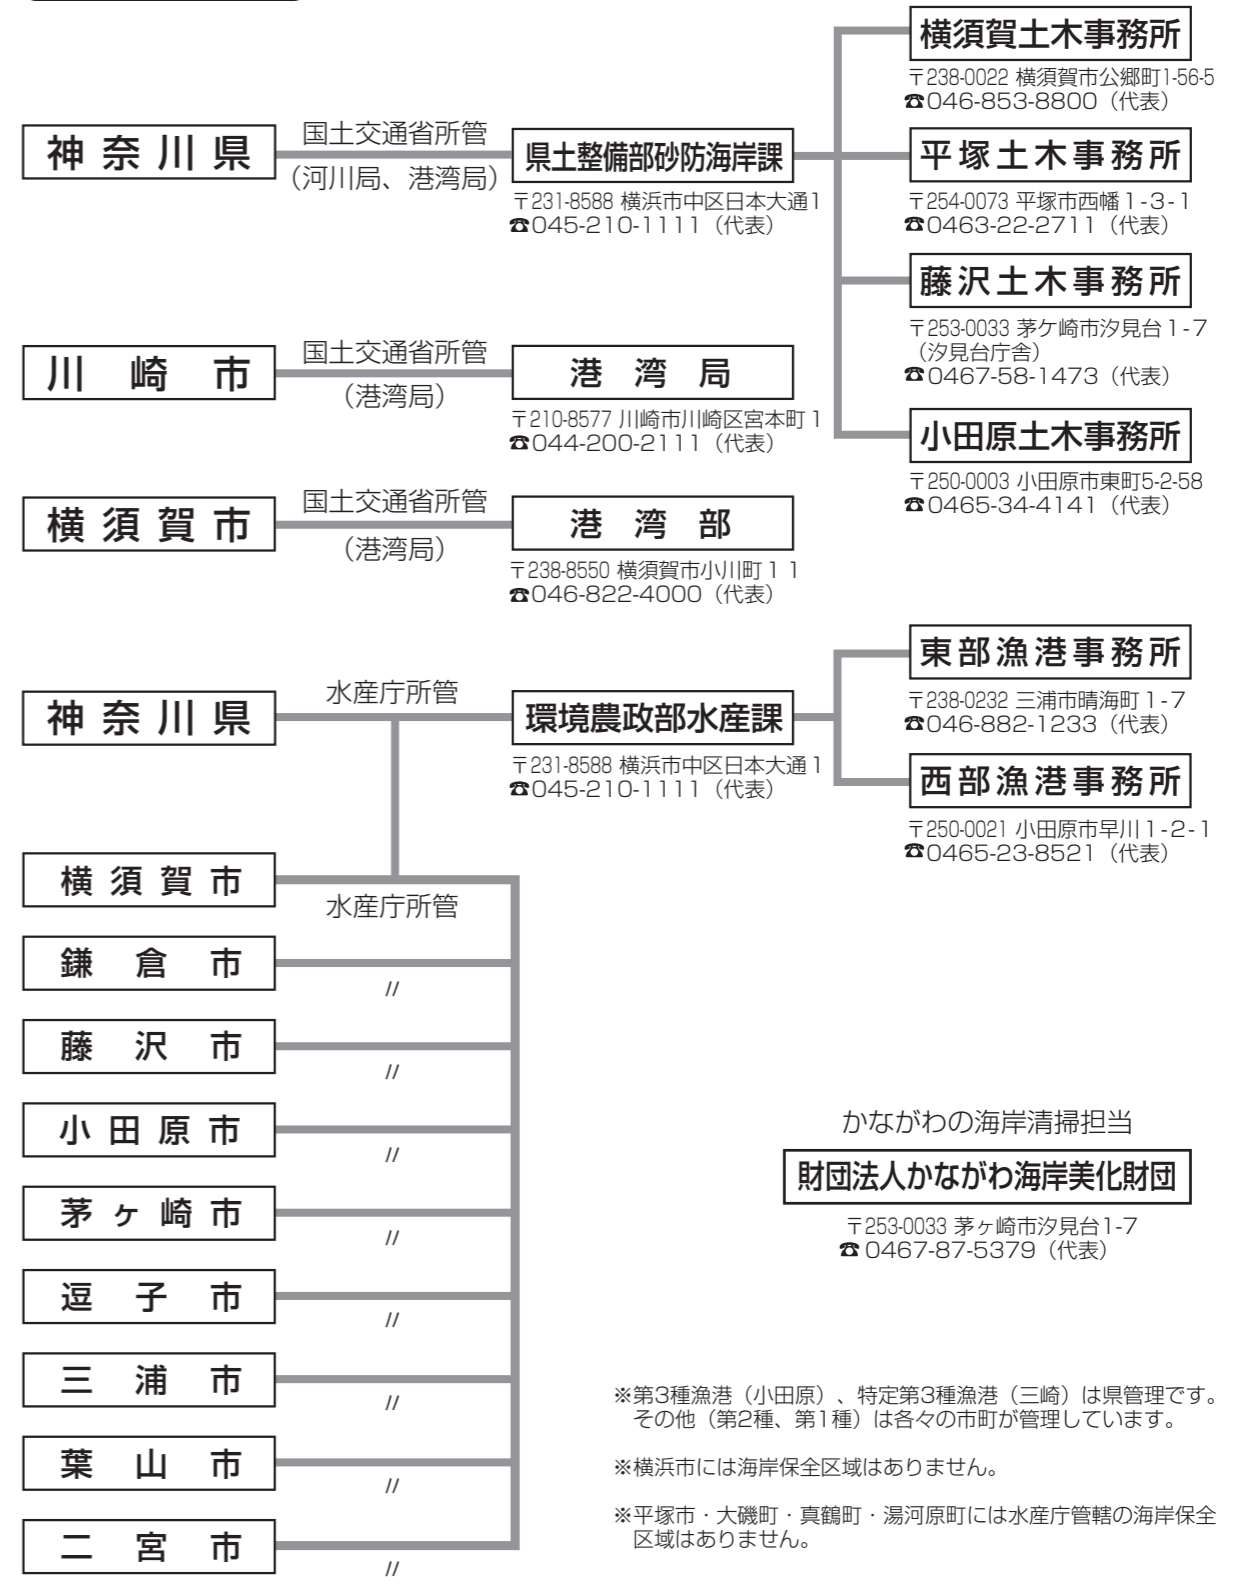 神奈川県
国土交通省所管
（河川局、港湾局）
県土整備部砂防海岸課
〒231-8588 横浜市中区日本大通1
☎045-210-1111（代表）
横須賀土木事務所
〒238-0022 横須賀市公郷町1-56-5
☎046-853-8800（代表）
平塚土木事務所
〒254-0073 平塚市西幡1-3-1
☎0463-22-2711（代表）
藤沢土木事務所
〒253-0033 茅ケ崎市汐見台1-7
（汐見台庁舎）
☎0467-58-1473（代表）
小田原土木事務所
〒250-0003 小田原市東町5-2-58
☎0465-34-4141（代表）
川崎市
国土交通省所管
（港湾局）
港湾局
〒210-8577 川崎市川崎区宮本町1
☎044-200-2111（代表）
横須賀市
国土交通省所管
（港湾局）
港湾部
〒238-8550 横須賀市小川町11
☎046-822-4000（代表）
神奈川県
水産庁所管
環境農政部水産課
〒231-8588 横浜市中区日本大通1
☎045-210-1111（代表）
東部漁港事務所
〒238-0232 三浦市晴海町1-7
☎046-882-1233（代表）
西部漁港事務所
〒250-0021 小田原市早川1-2-1
☎0465-23-8521（代表）
横須賀市
水産庁所管
鎌倉市
〃
藤沢市
〃
小田原市
〃
茅ヶ崎市
〃
逗子市
〃
三浦市
〃
葉山市
〃
二宮市
〃
かながわの海岸清掃担当
財団法人かながわ海岸美化財団
〒253-0033 茅ヶ崎市汐見台1-7
☎0467-87-5379（代表）
※第3種漁港（小田原）、特定第3種漁港（三崎）は県管理です。
その他（第2種、第1種）は各々の市町が管理しています。
※横浜市には海岸保全区域はありません。
※平塚市・大磯町・真鶴町・湯河原町には水産庁管轄の海岸保全
区域はありません。